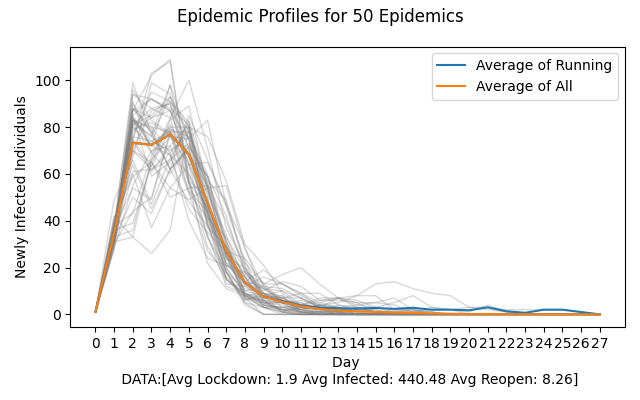 Epidemic Profiles for 50 Epidemics
Average of Running
Average of All
Newly Infected Individuals
100
80
60
40
20
0
0 1 2 3 4 5 6 7 8 9 10 11 12 13 14 15 16 17 18 19 20 21 22 23 24 25 26 27
Day
DATA:[Avg Lockdown: 1.9 Avg Infected: 440.48 Avg Reopen: 8.26]